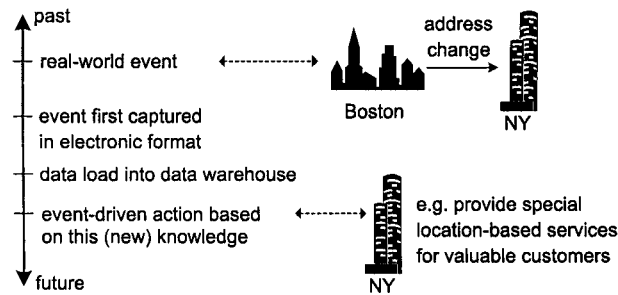 past
real-world event
address
change
Boston
NY
event first captured
in electronic format
data load into data warehouse
event-driven action based
on this (new) knowledge
e.g. provide special
location-based services
for valuable customers
NY
future